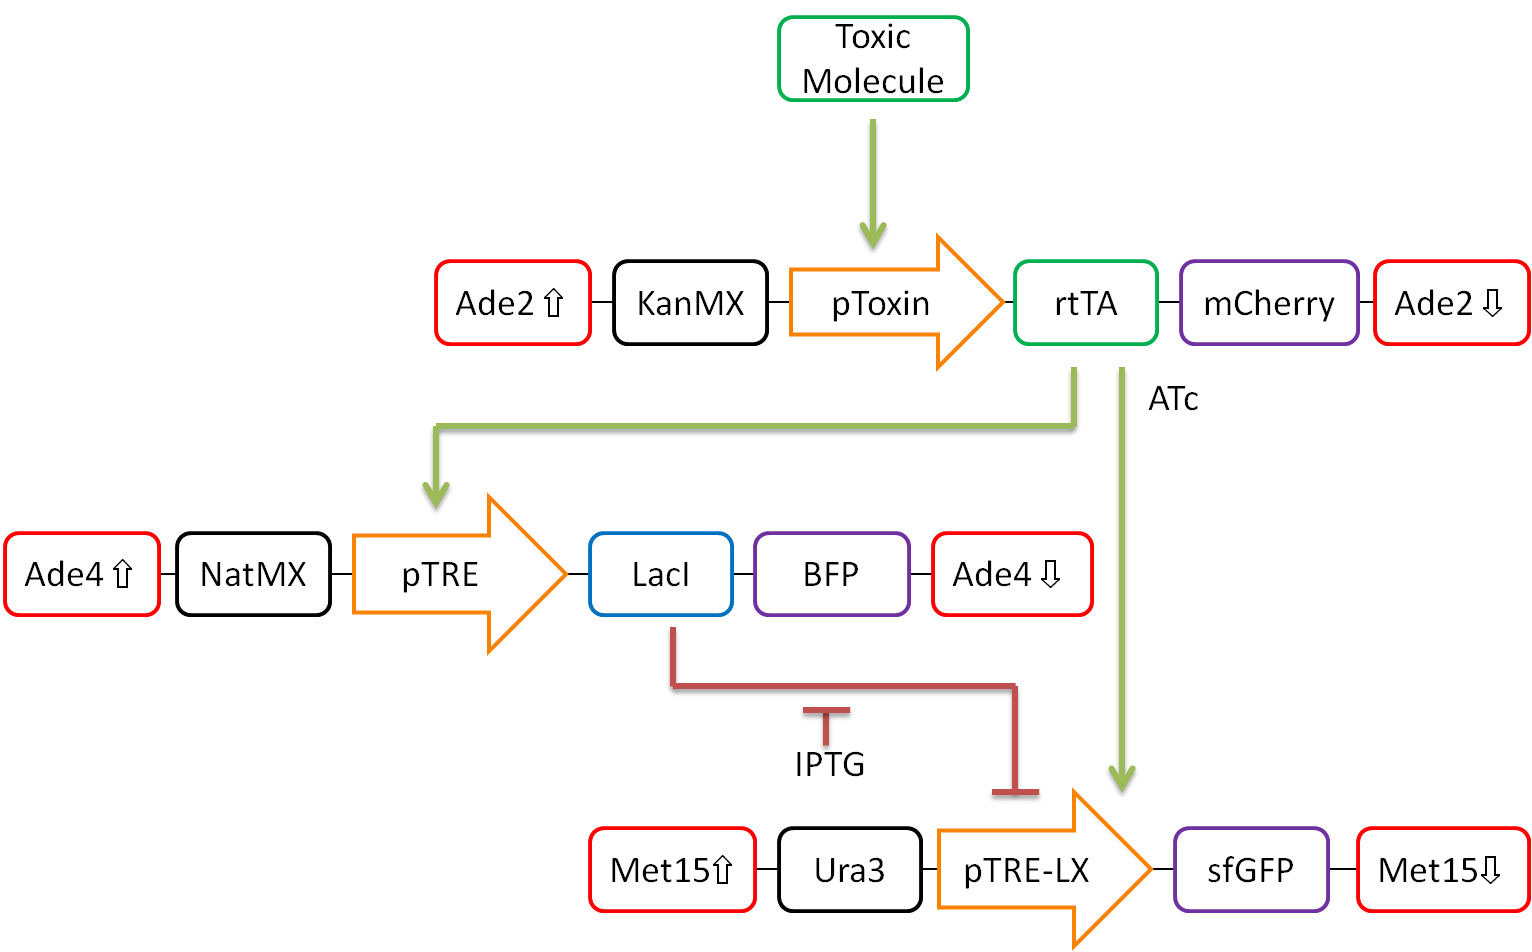 Toxic
Molecule
Ade2 ⇧
KanMX
pToxin
rtTA
mCherry
Ade2 ⇩
ATc
Ade4 ⇧
NatMX
pTRE
LacI
BFP
Ade4 ⇩
IPTG
Met15⇧
Ura3
pTRE-LX
sfGFP
Met15⇩